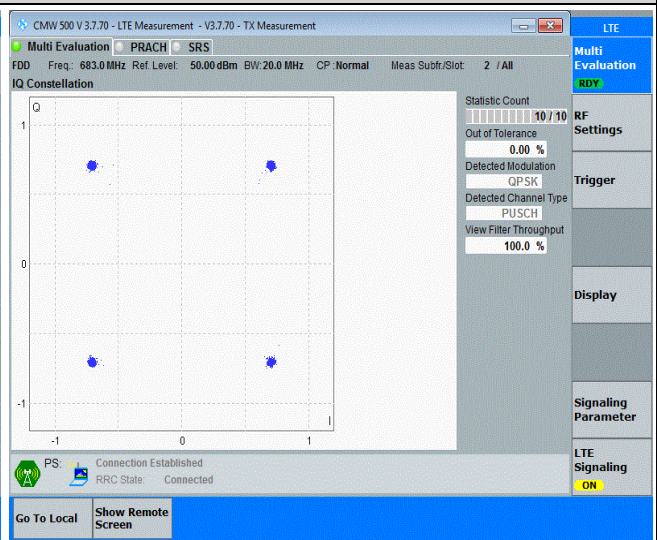 CMW 500 V 3.7.70 - LTE Measurement - V3.7.70 - TX Measurement
LTE
Multi Evaluation PRACH SRS
Multi Evaluation
RDY
FDD Freq.: 683.0 MHz Ref. Level: 50.00 dBm BW: 20.0 MHz CP : Normal Meas Subfr./Slot: 2 / All
IQ Constellation
Q
1
0
-1
-1
0
1
I
Statistic Count
10 / 10
Out of Tolerance
0.00 %
Detected Modulation
QPSK
Detected Channel Type
PUSCH
View Filter Throughput
100.0 %
RF
Settings
Trigger
Display
Signaling
Parameter
LTE
Signaling
ON
PS: Connection Established
RRC State: Connected
Go To Local
Show Remote
Screen